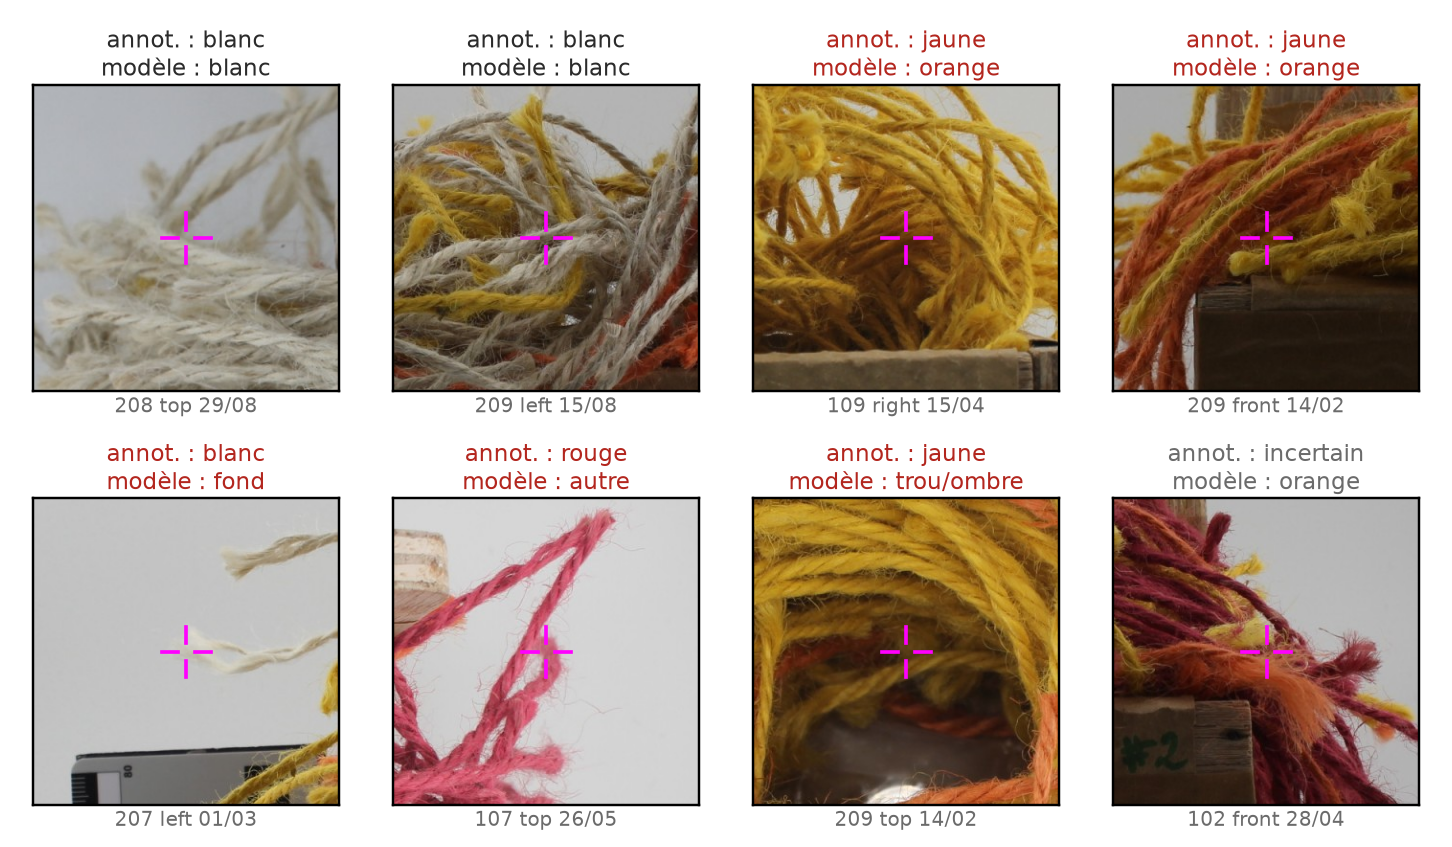 annot. : blanc
modèle : blanc
annot. : blanc
modèle : blanc
annot. : jaune
modèle : orange
annot. : jaune
modèle : orange
208 top 29/08
209 left 15/08
109 right 15/04
209 front 14/02
annot. : blanc
modèle : fond
annot. : rouge
modèle : autre
annot. : jaune
modèle : trou/ombre
annot. : incertain
modèle : orange
80
#2
207 left 01/03
107 top 26/05
209 top 14/02
102 front 28/04